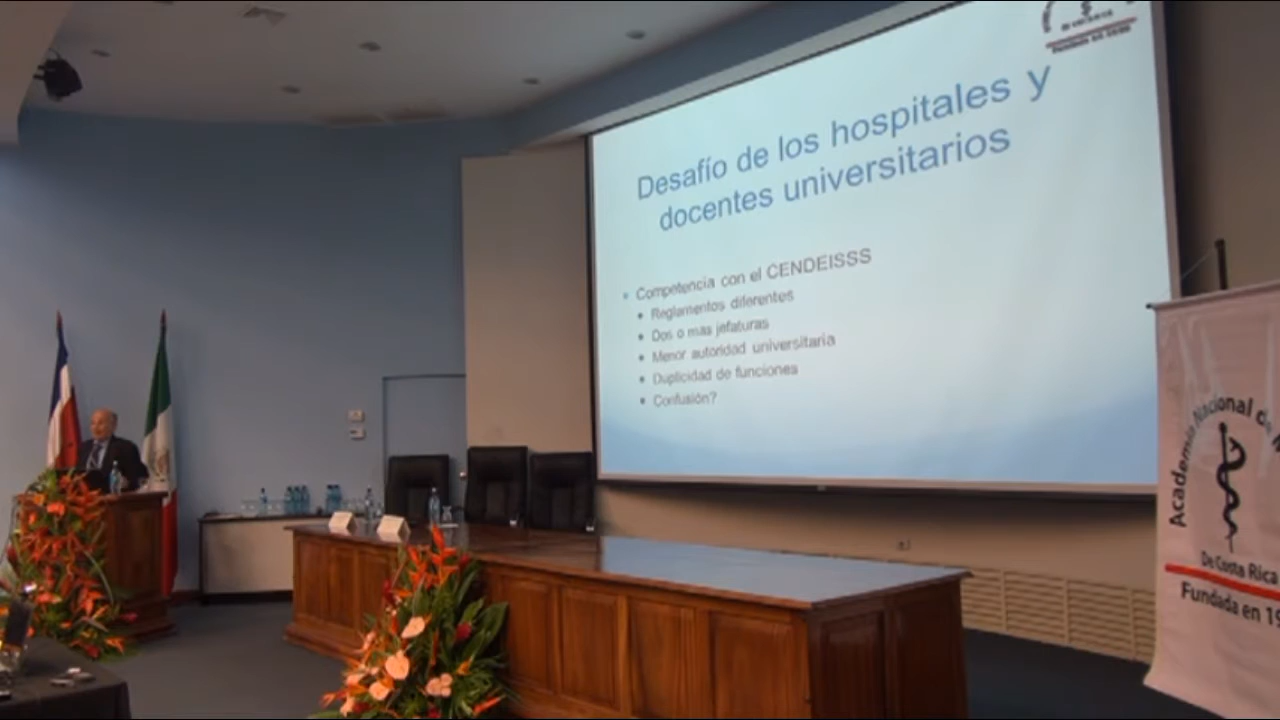 Desafío de los hospitales y
docentes universitarios
Competencia con el CENDEISSS
Reglamentos diferentes
Dos o mas jefaturas
Menor autoridad universitaria
Duplicidad de funciones
Confusión?
Academia Nacional de
De Costa Rica
Fundada en